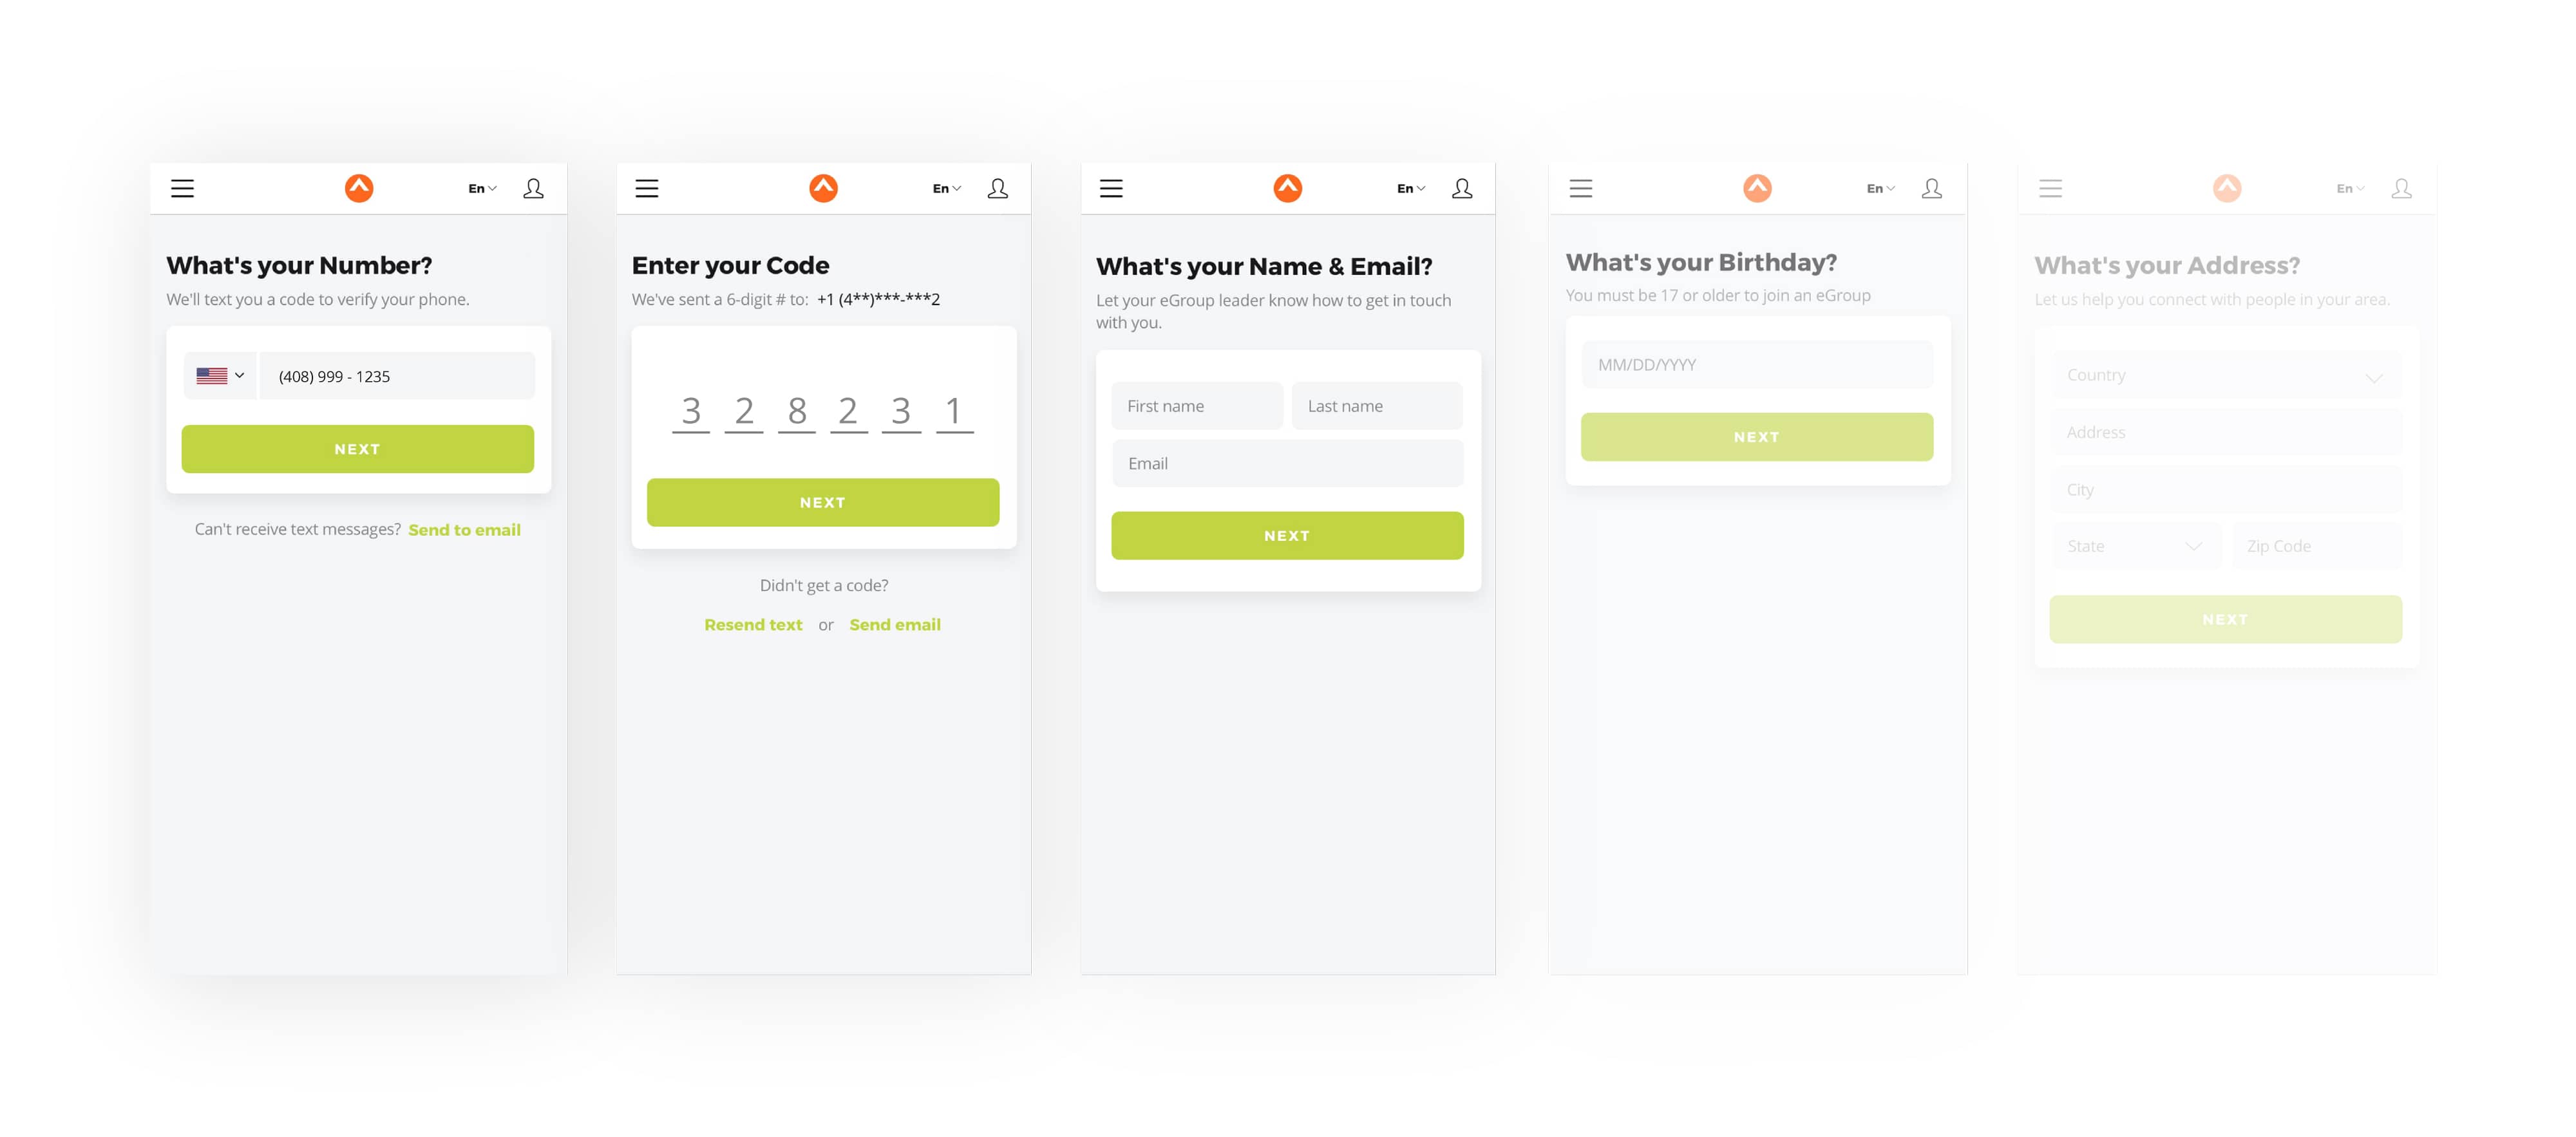 En
What's your Number?
We'll text you a code to verify your phone.
(408) 999 - 1235
NEXT
Can't receive text messages? Send to email
En
Enter your Code
We've sent a 6-digit # to: +1 (4**)***-***2
3 2 8 2 3 1
NEXT
Didn't get a code?
Resend text or Send email
En
What's your Name & Email?
Let your eGroup leader know how to get in touch
with you.
First name Last name
Email
NEXT
En
What's your Birthday?
You must be 17 or older to join an eGroup
MM/DD/YYYY
NEXT
En
What's your Address?
Let us help you connect with people in your area.
Country
Address
City
State Zip Code
NEXT